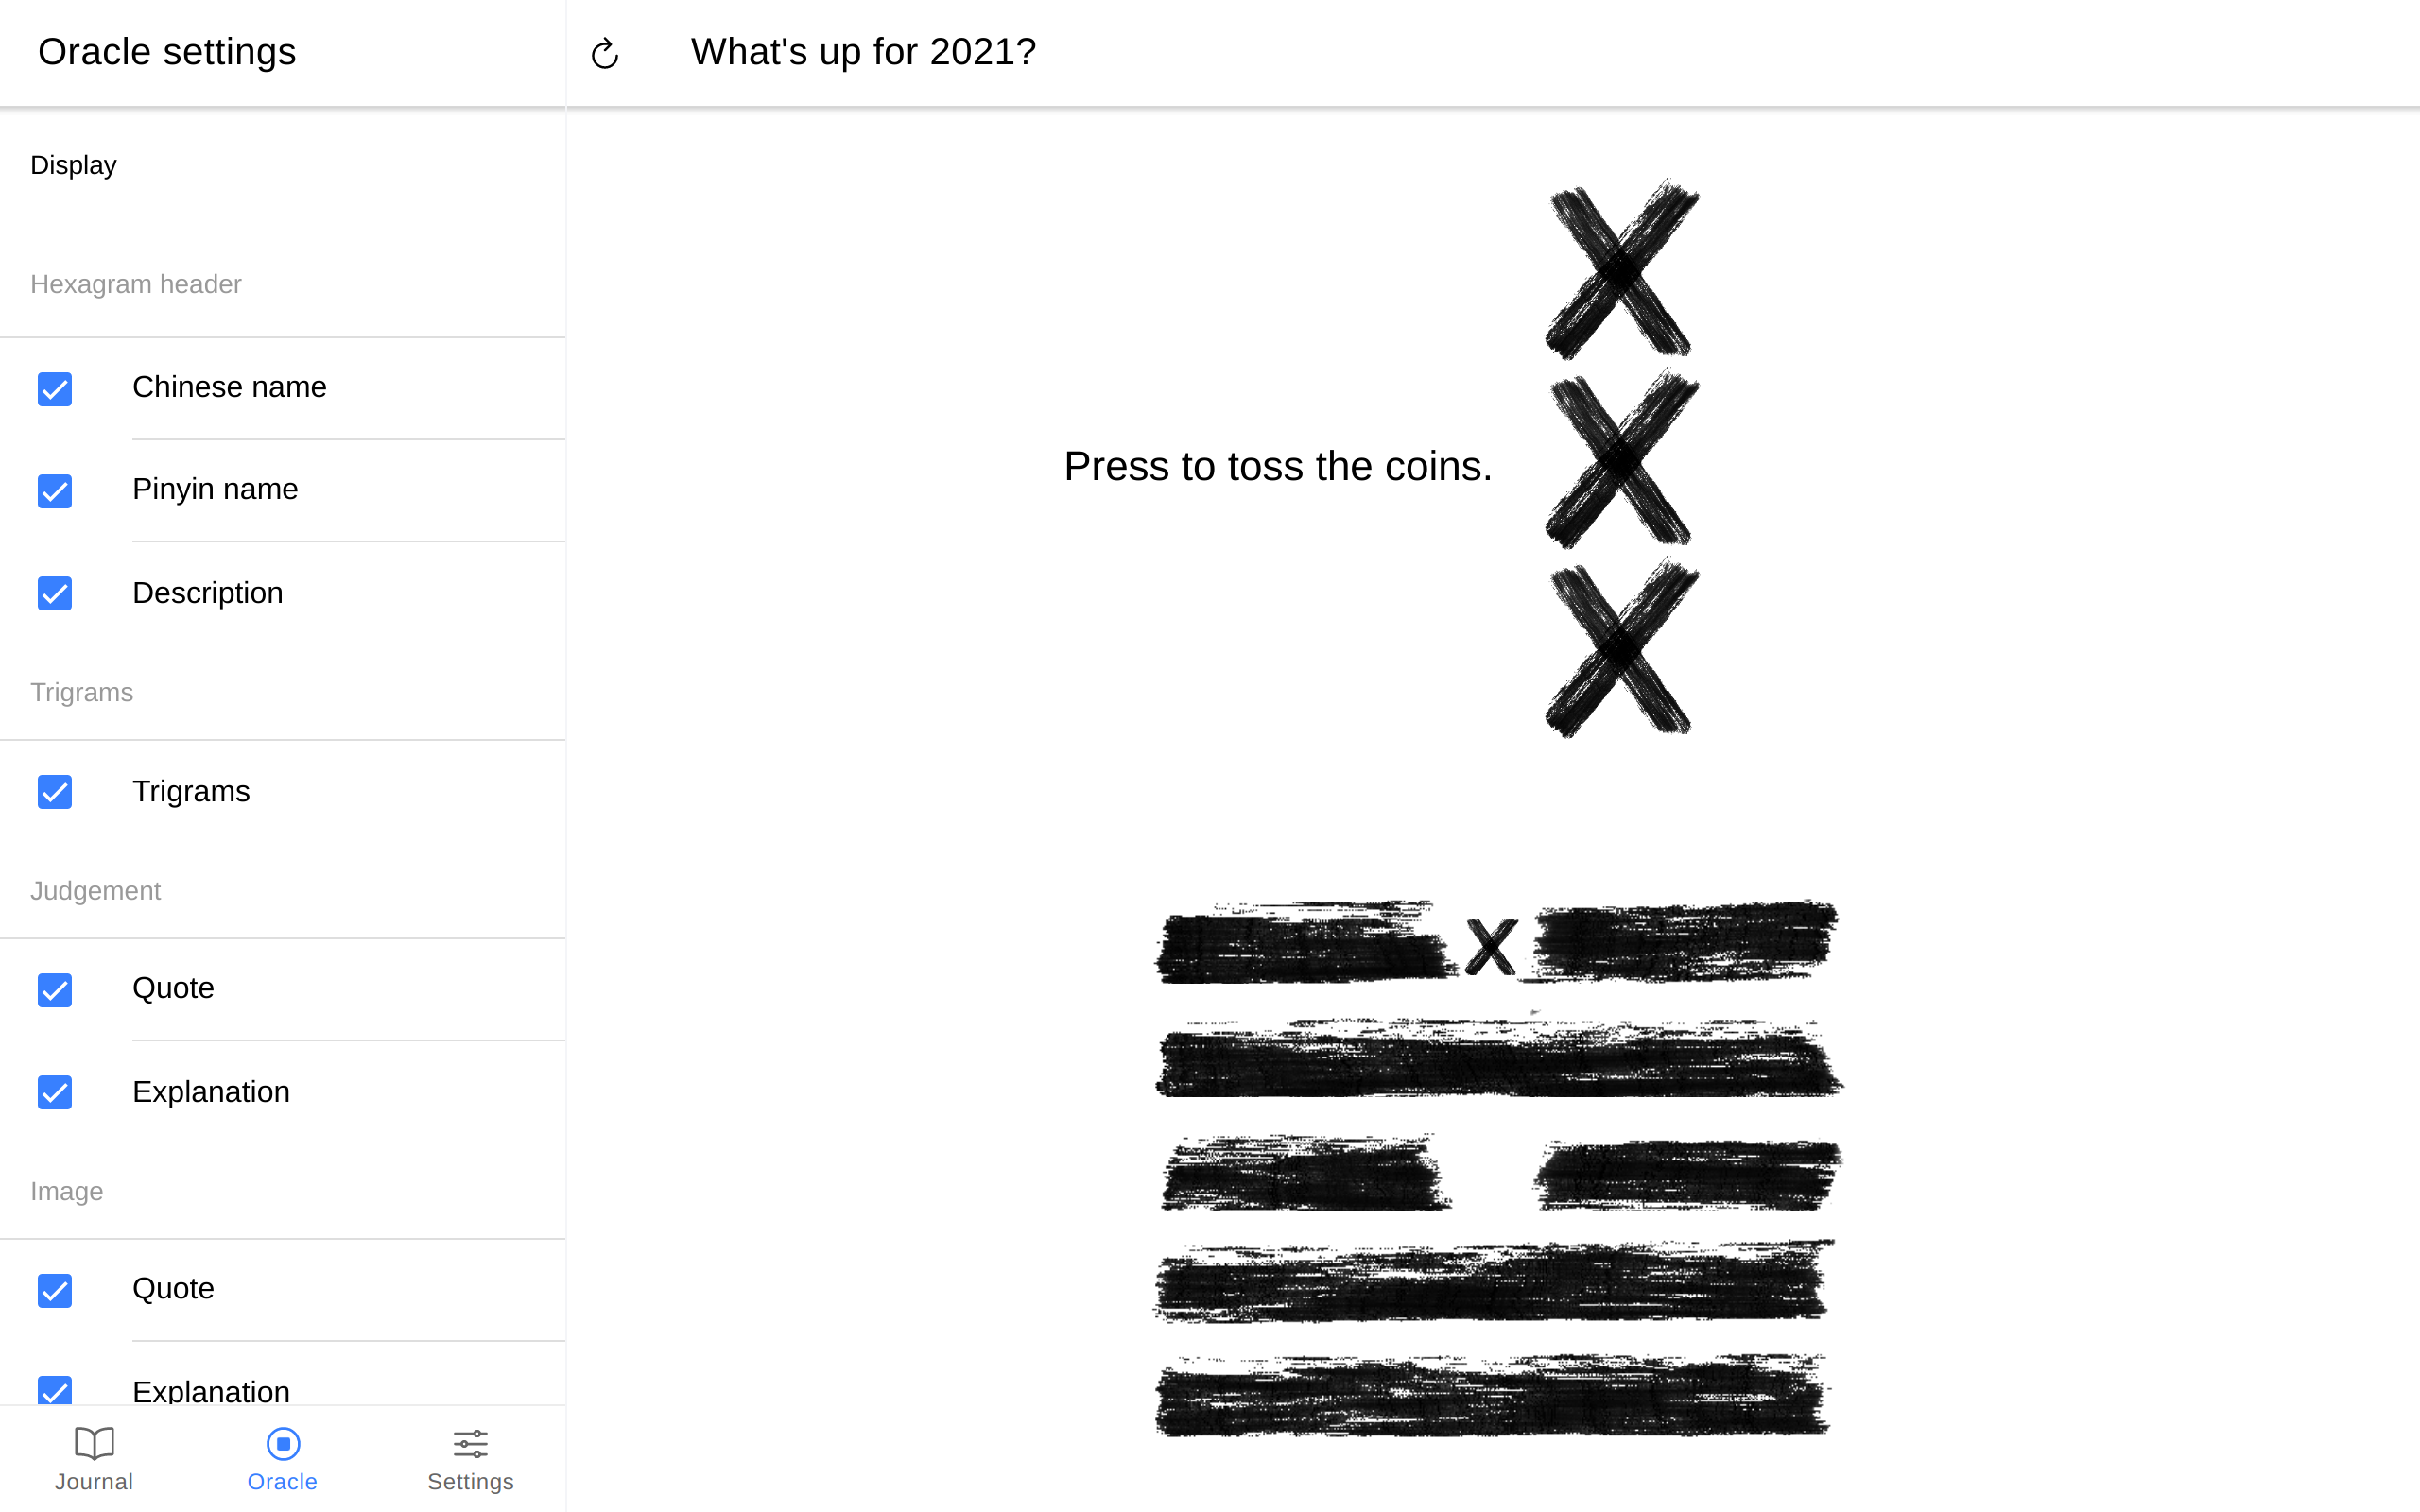 Oracle settings
What's up for 2021?
Display
Hexagram header
Chinese name
Pinyin name
Description
Trigrams
Trigrams
Judgement
Quote
Explanation
Image
Quote
Explanation
Journal
Oracle
Settings
Press to toss the coins.